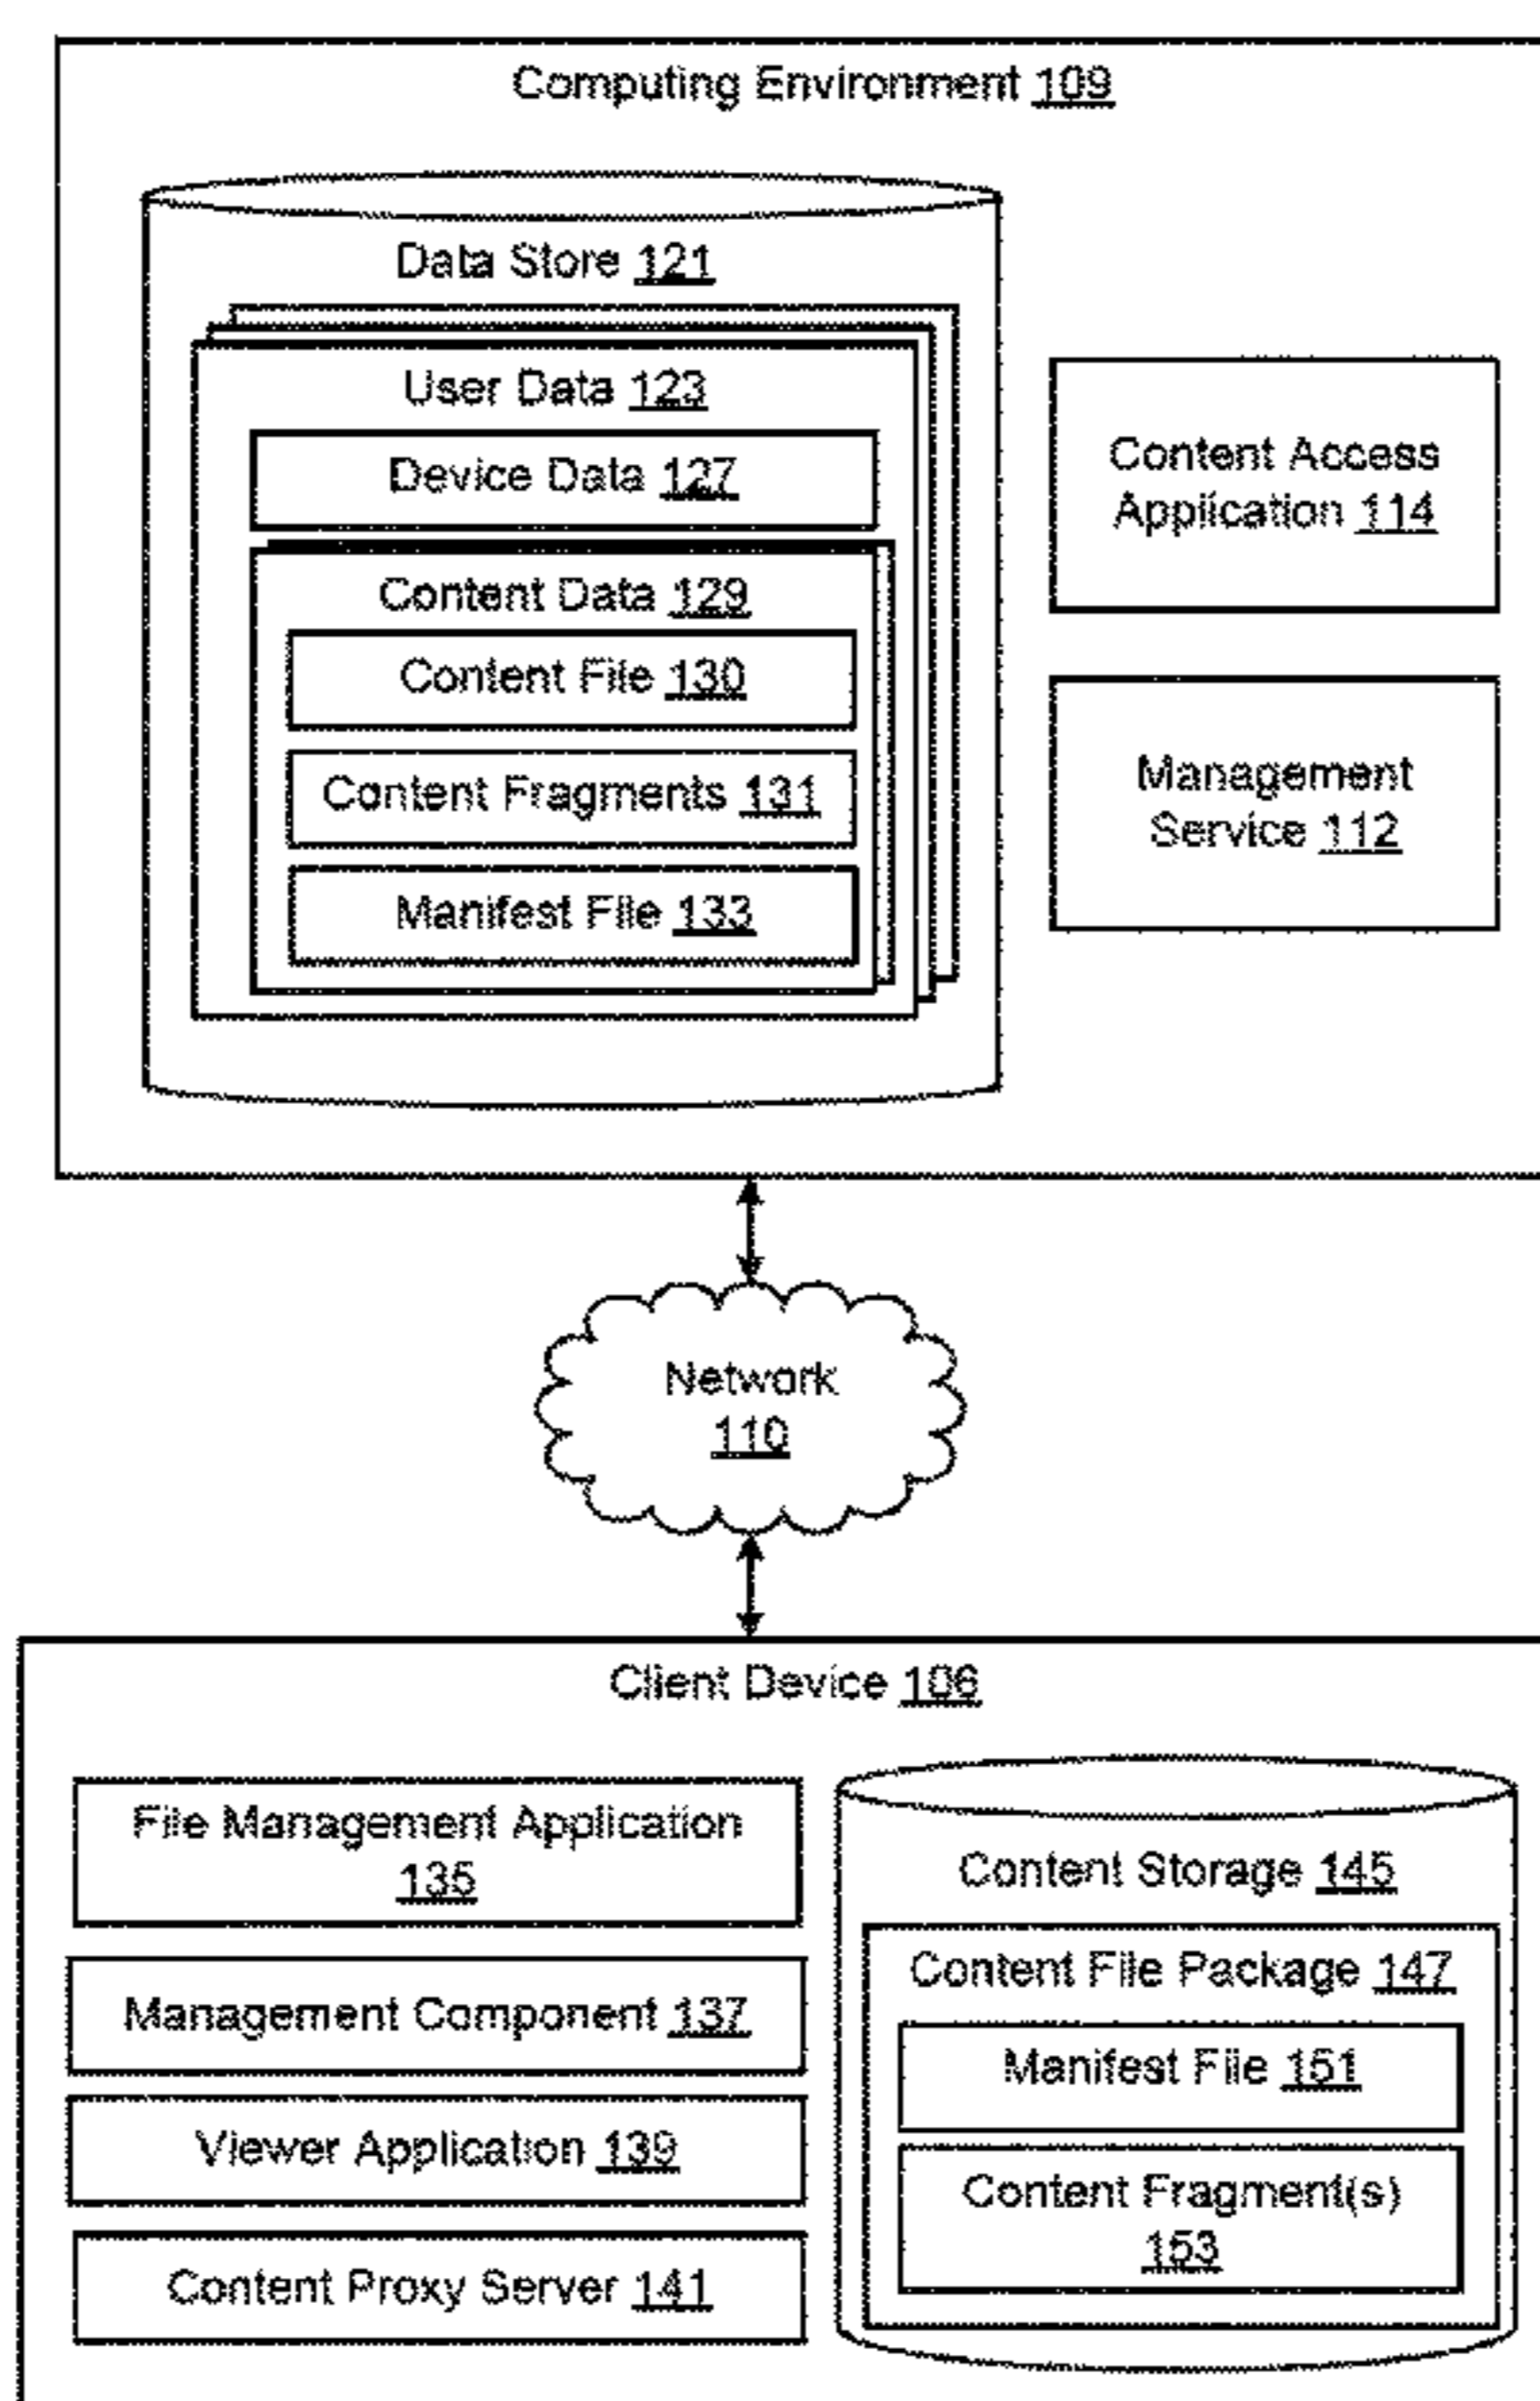 Computing Environment 109
Data Store 121
User Data 123
Device Data 127
Content Data 129
Content File 130
Content Fragments 131
Manifest File 133
Content Access
Application 114
Management
Service 112
Network
110
Client Device 106
File Management Application
135
Management Component 137
Viewer Application 139
Content Proxy Server 141
Content Storage 145
Content File Package 147
Manifest File 151
Content Fragment(s)
153